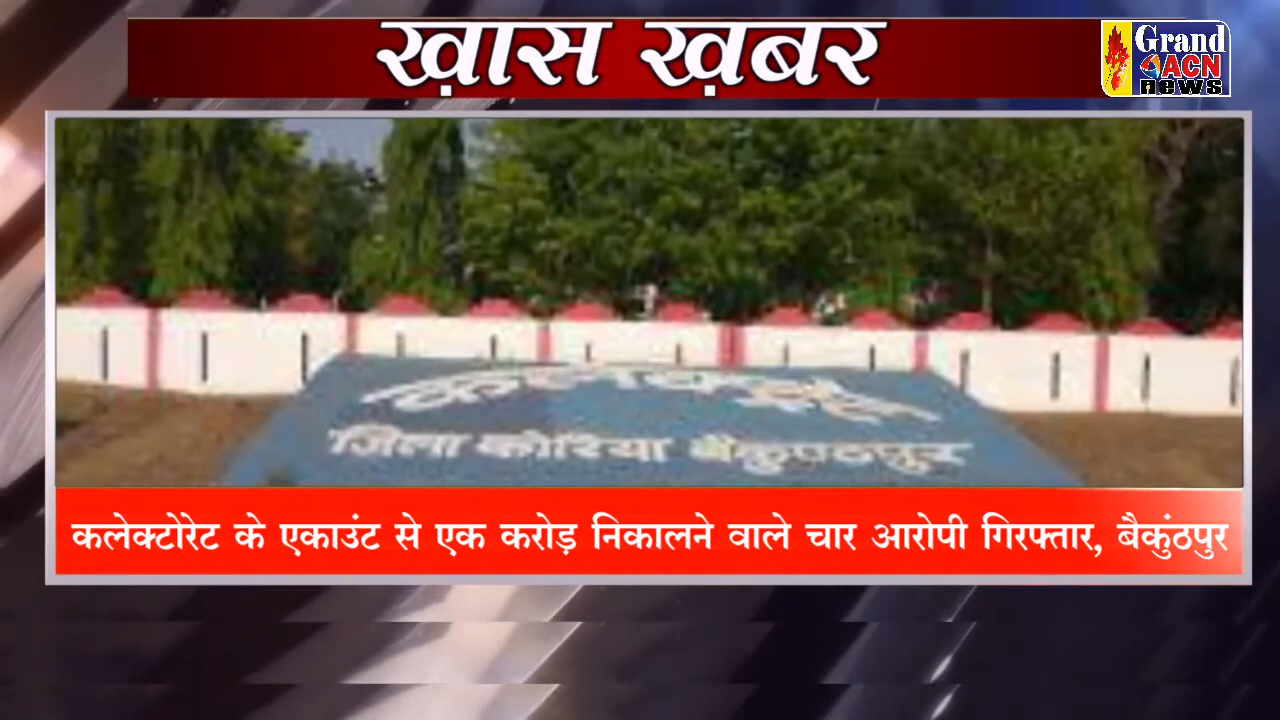 ख़ास ख़बर
Grand
ACN
news
जिला कोरिया बैकुण्ठपुर
कलेक्टोरेट के एकाउंट से एक करोड़ निकालने वाले चार आरोपी गिरफ्तार, बैकुंठपुर